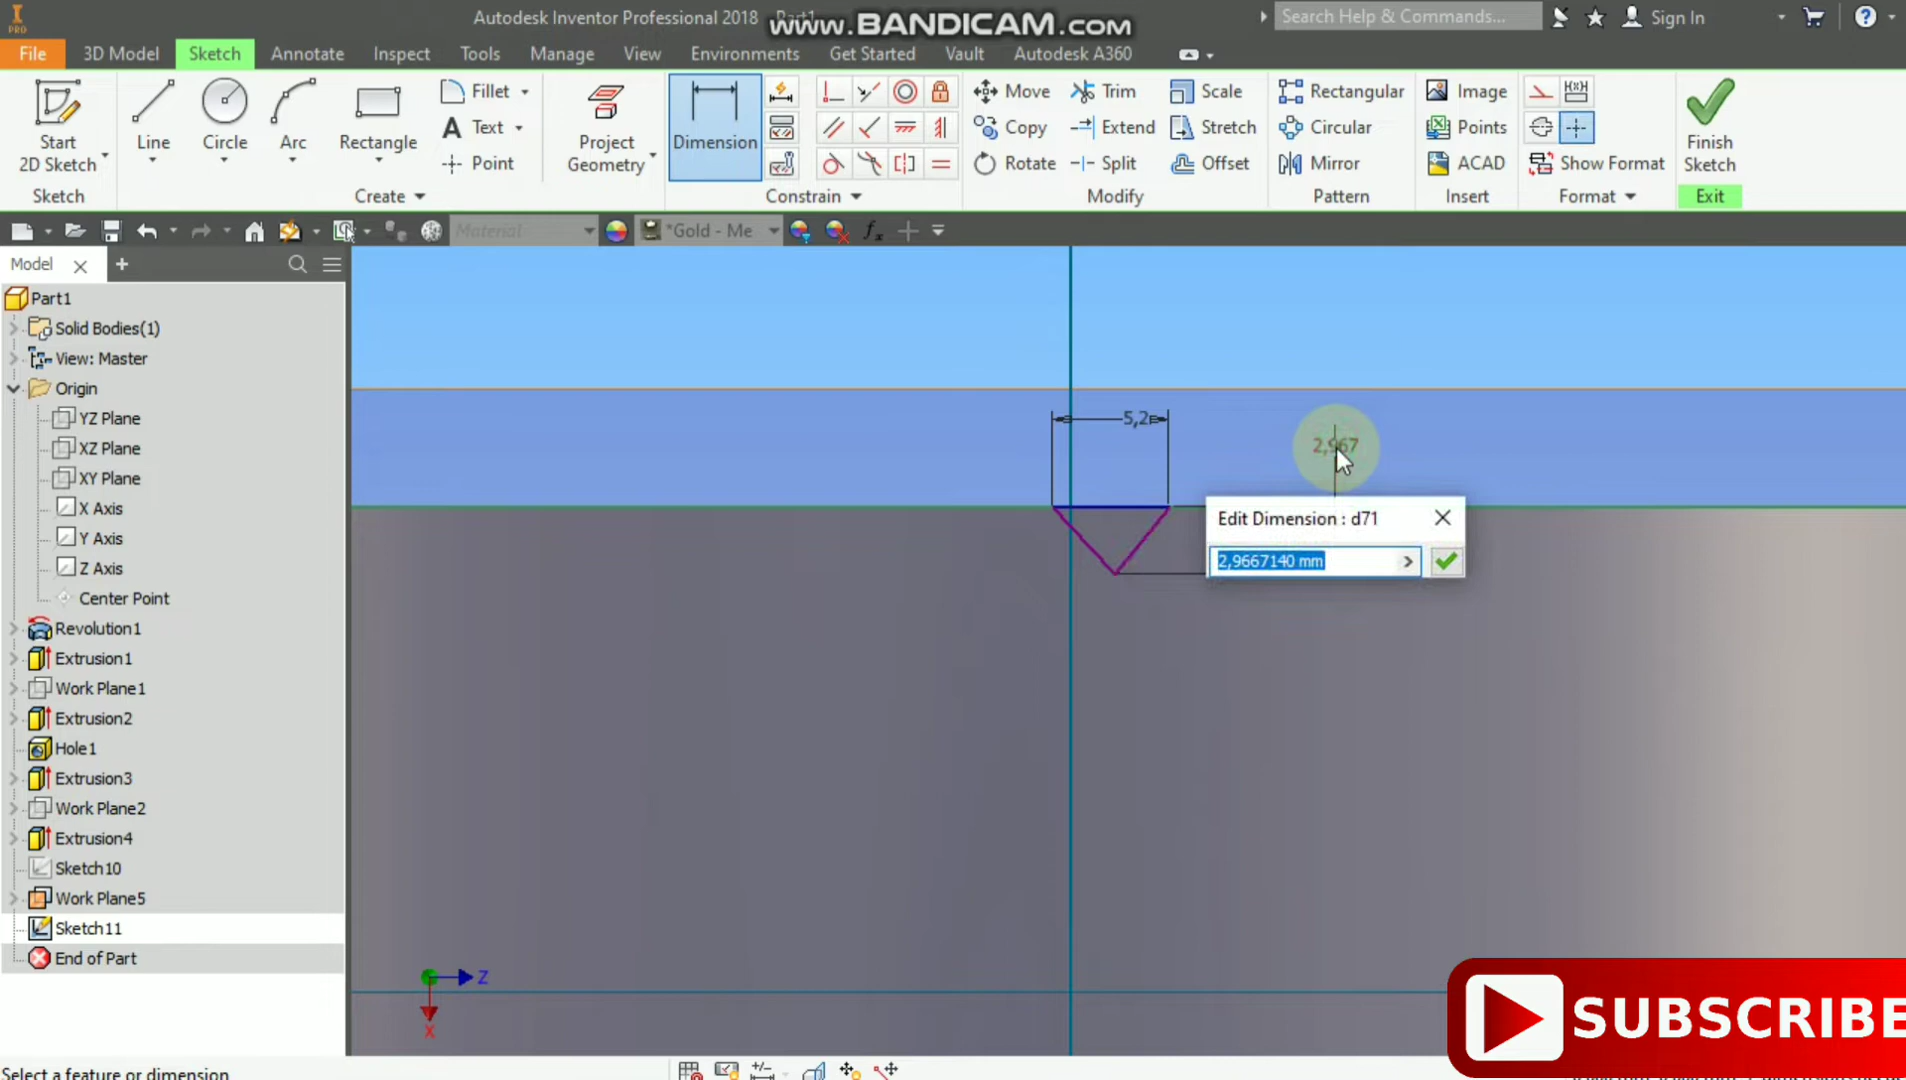 Autodesk Inventor Professional 2018 Part1
www.BANDICAM.com
Search Help & Commands...
Sign In
PRO
File 3D Model Sketch Annotate Inspect Tools Manage View Environments Get Started Vault Autodesk A360
Start
2D Sketch
Sketch
Line
Circle
Arc
Rectangle
Fillet
Text
Point
Create
Project
Geometry
Dimension
Constrain
Move
Copy
Rotate
Trim
Extend
Split
Scale
Stretch
Offset
Modify
Rectangular
Circular
Mirror
Pattern
Image
Points
ACAD
Insert
Show Format
Format
Finish
Sketch
Exit
Material
*Gold - Me
fx
Model
Part1
Solid Bodies(1)
View: Master
Origin
YZ Plane
XZ Plane
XY Plane
X Axis
Y Axis
Z Axis
Center Point
Revolution1
Extrusion1
Work Plane1
Extrusion2
Hole1
Extrusion3
Work Plane2
Extrusion4
Sketch10
Work Plane5
Sketch11
End of Part
5,2
2,967
Edit Dimension : d71
2,9667140 mm
Z
X
SUBSCRIBE
Select a feature or dimension